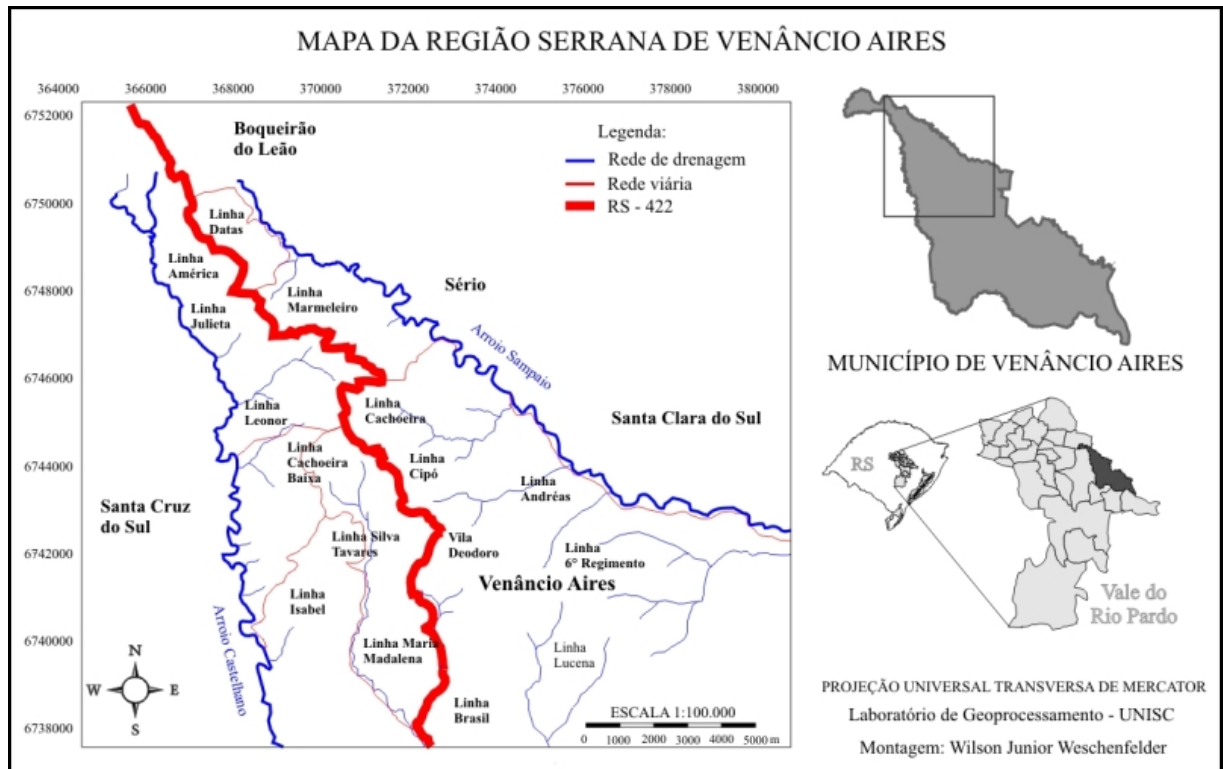 MAPA DA REGIÃO SERRANA DE VENÂNCIO AIRES
364000
366000
368000
370000
372000
374000
376000
378000
380000
6752000
6750000
6748000
6746000
6744000
6742000
6740000
6738000
Boqueirão
do Leão
Legenda:
Rede de drenagem
Rede viária
RS - 422
Linha
Datas
Linha
América
Linha
Marmeleiro
Sério
Linha
Julieta
Arroio Sampaio
Linha
Leonor
Linha
Cachoeira
Santa Clara do Sul
Linha
Cachoeira
Baixa
Linha
Cipó
Linha
Andréas
Santa Cruz
do Sul
Linha Silva
Tavares
Vila
Deodoro
Linha
6° Regimento
Venâncio Aires
Linha
Isabel
Arroio Castelhano
Linha Maria
Madalena
Linha
Lucena
Linha
Brasil
N
W
E
S
ESCALA 1:100.000
0 1000 2000 3000 4000 5000 m
MUNICÍPIO DE VENÂNCIO AIRES
RS
Vale do
Rio Pardo
PROJEÇÃO UNIVERSAL TRANSVERSA DE MERCATOR
Laboratório de Geoprocessamento - UNISC
Montagem: Wilson Junior Weschenfelder